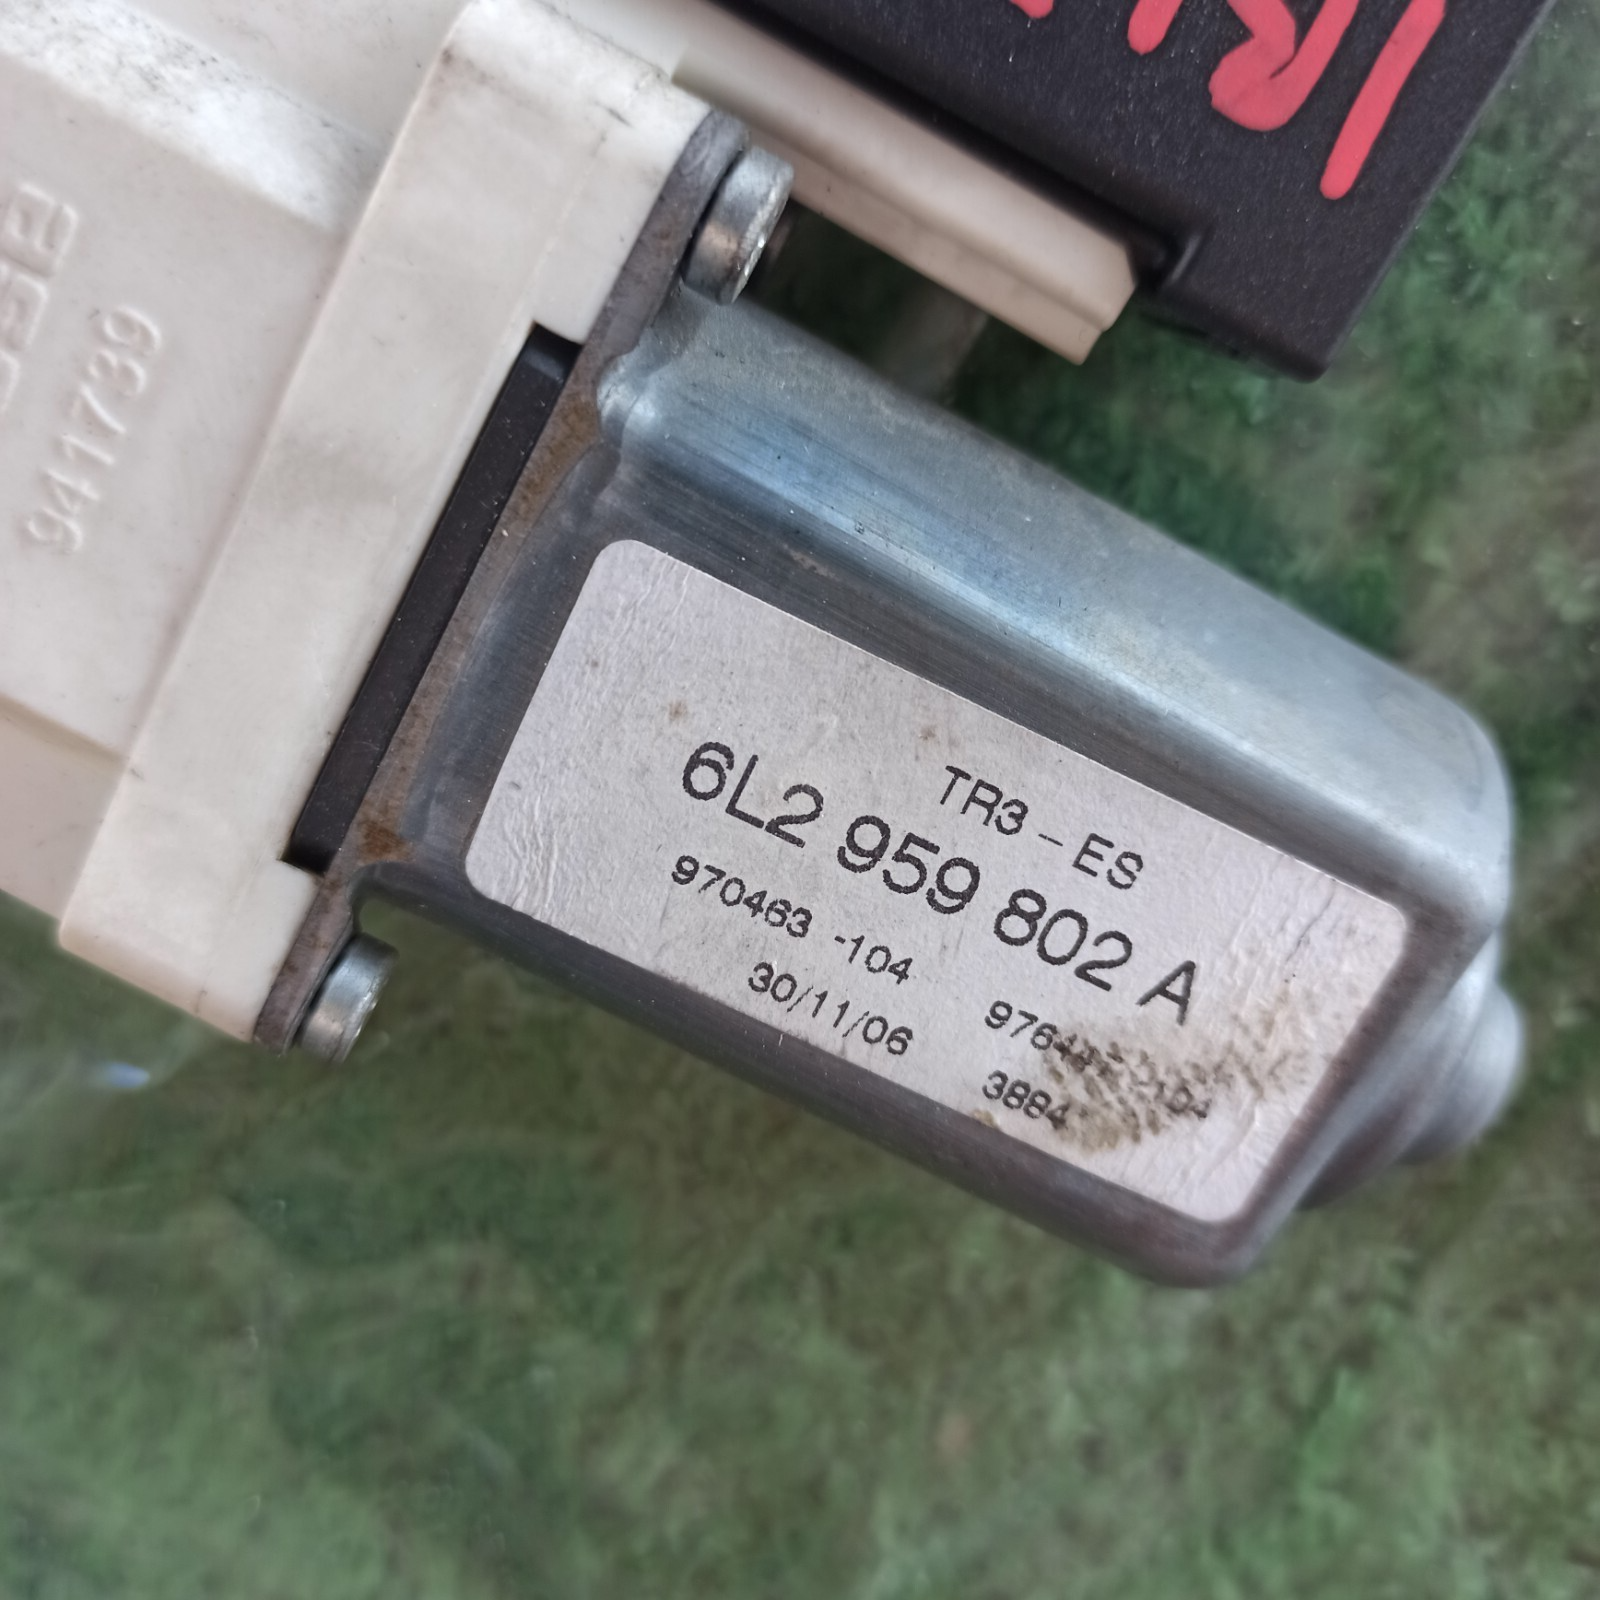 941739
TR3 - ES
6L2 959 802 A
970463 -104
30/11/06
3884